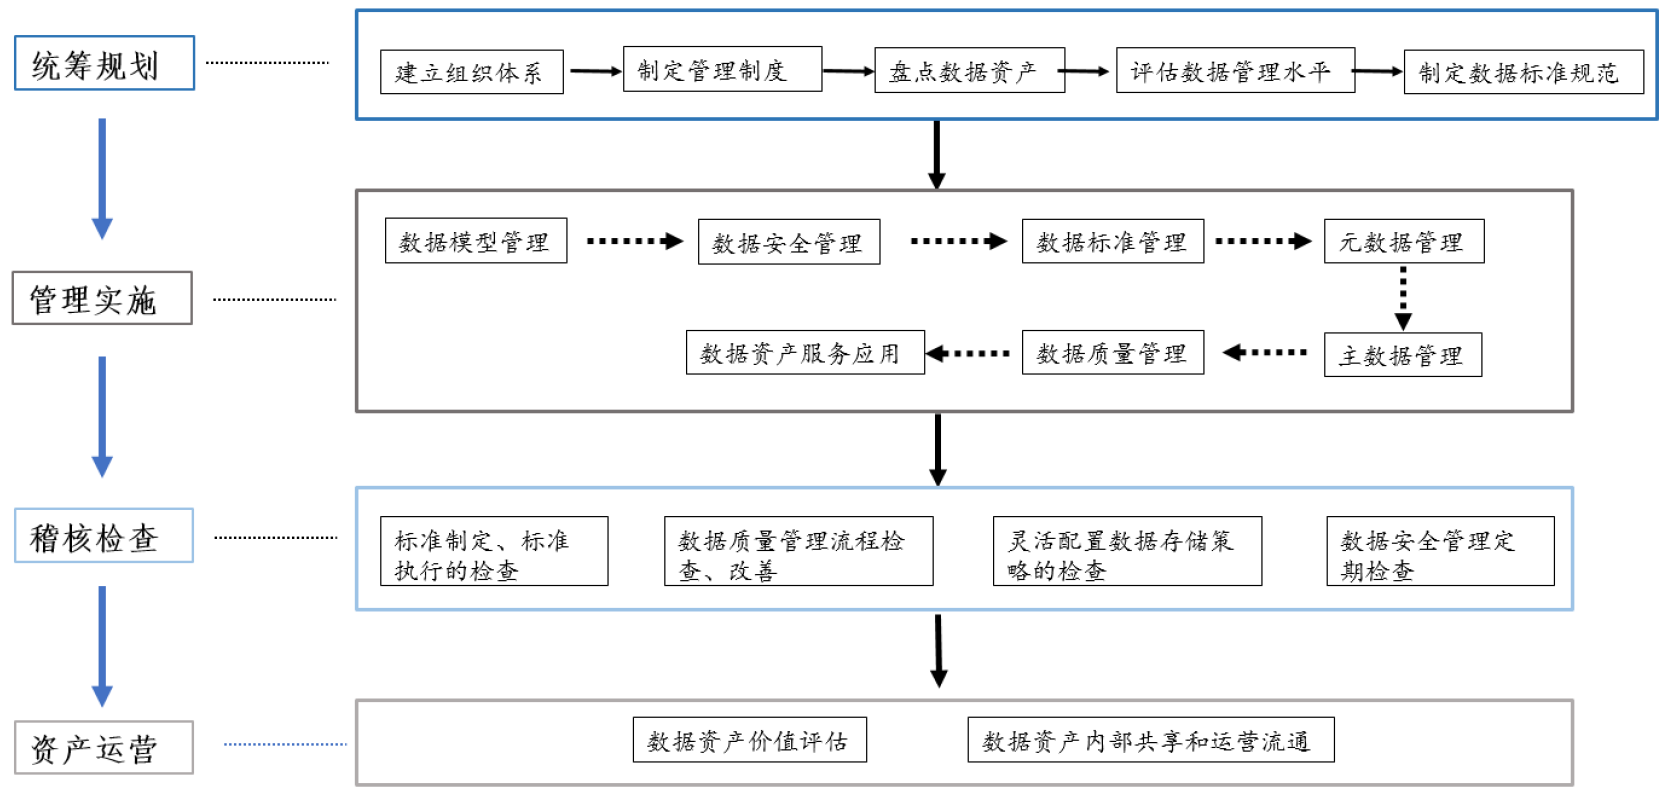 统筹规划
建立组织体系
制定管理制度
盘点数据资产
评估数据管理水平
制定数据标准规范
管理实施
数据模型管理
数据安全管理
数据标准管理
元数据管理
主数据管理
数据质量管理
数据资产服务应用
稽核检查
标准制定、标准
执行的检查
数据质量管理流程检
查、改善
灵活配置数据存储策
略的检查
数据安全管理定
期检查
资产运营
数据资产价值评估
数据资产内部共享和运营流通